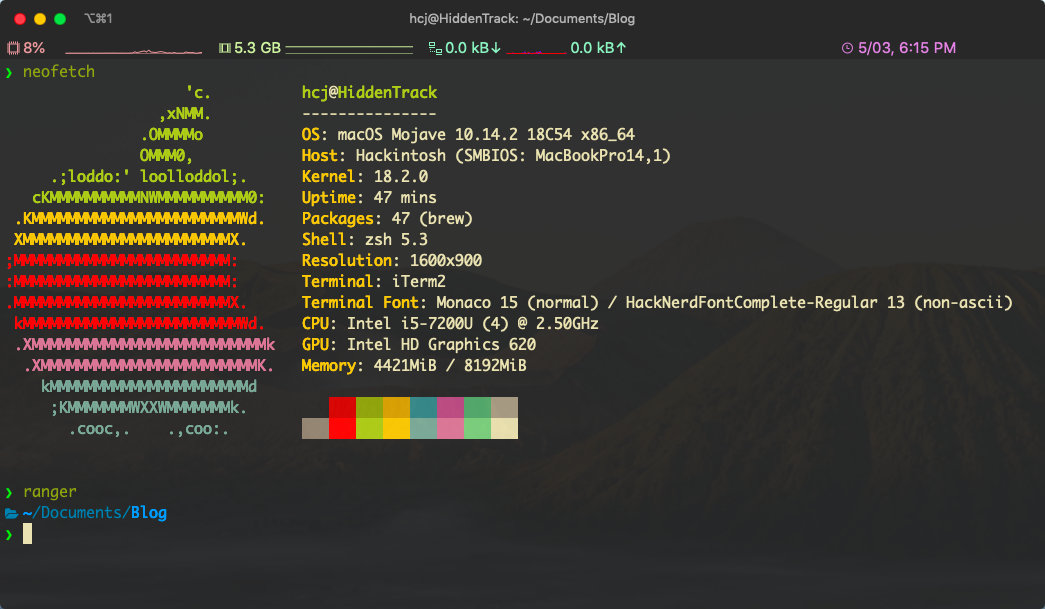 ⌥⌘1 hcj@HiddenTrack: ~/Documents/Blog
8% 5.3 GB 0.0 kB↓ 0.0 kB↑ 5/03, 6:15 PM
❯ neofetch
'c.
,xNMM.
.OMMMMo
OMMM0,
.;loddo:' loolloddol;.
cKMMMMMMMMMMNWMMMMMMMMMM0:
.KMMMMMMMMMMMMMMMMMMMMMMMWd.
XMMMMMMMMMMMMMMMMMMMMMMMX.
;MMMMMMMMMMMMMMMMMMMMMMMM:
:MMMMMMMMMMMMMMMMMMMMMMMM:
.MMMMMMMMMMMMMMMMMMMMMMMMX.
kMMMMMMMMMMMMMMMMMMMMMMMMWd.
.XMMMMMMMMMMMMMMMMMMMMMMMMMMk
.XMMMMMMMMMMMMMMMMMMMMMMMMK.
kMMMMMMMMMMMMMMMMMMMMMMd
;KMMMMMMMWXXWMMMMMMMk.
.cooc,. .,coo:.
hcj@HiddenTrack
---------------
OS: macOS Mojave 10.14.2 18C54 x86_64
Host: Hackintosh (SMBIOS: MacBookPro14,1)
Kernel: 18.2.0
Uptime: 47 mins
Packages: 47 (brew)
Shell: zsh 5.3
Resolution: 1600x900
Terminal: iTerm2
Terminal Font: Monaco 15 (normal) / HackNerdFontComplete-Regular 13 (non-ascii)
CPU: Intel i5-7200U (4) @ 2.50GHz
GPU: Intel HD Graphics 620
Memory: 4421MiB / 8192MiB
❯ ranger
~/Documents/Blog
❯